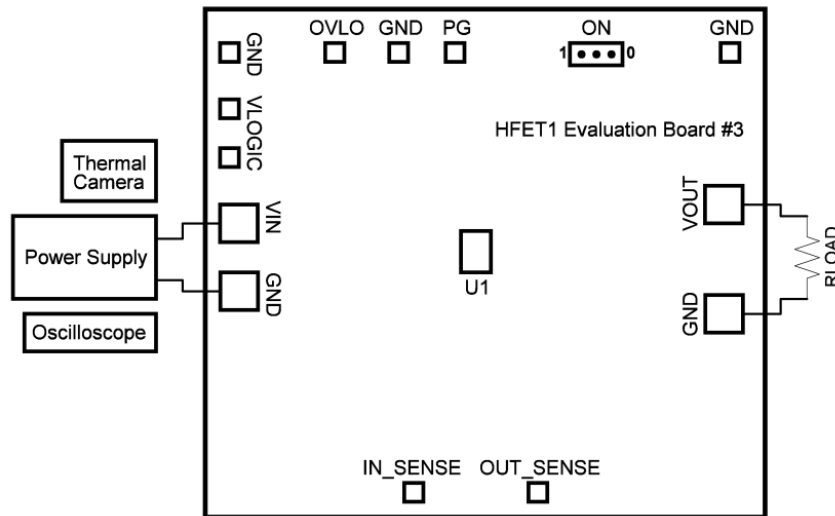 OVLO GND PG ON GND
1 0
GND
VLOGIC
HFET1 Evaluation Board #3
Thermal
Camera
VIN
VOUT
Power Supply
RLOAD
U1
GND
GND
Oscilloscope
IN_SENSE OUT_SENSE